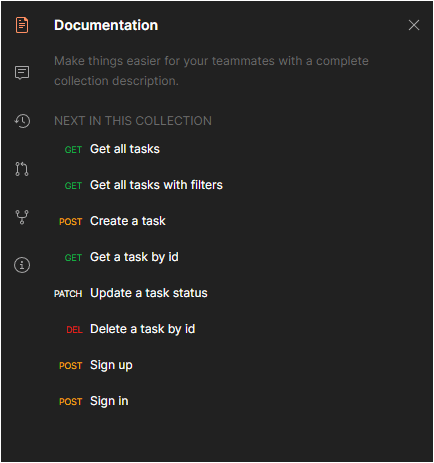 Documentation
Make things easier for your teammates with a complete
collection description.
NEXT IN THIS COLLECTION
GET Get all tasks
GET Get all tasks with filters
POST Create a task
GET Get a task by id
PATCH Update a task status
DEL Delete a task by id
POST Sign up
POST Sign in